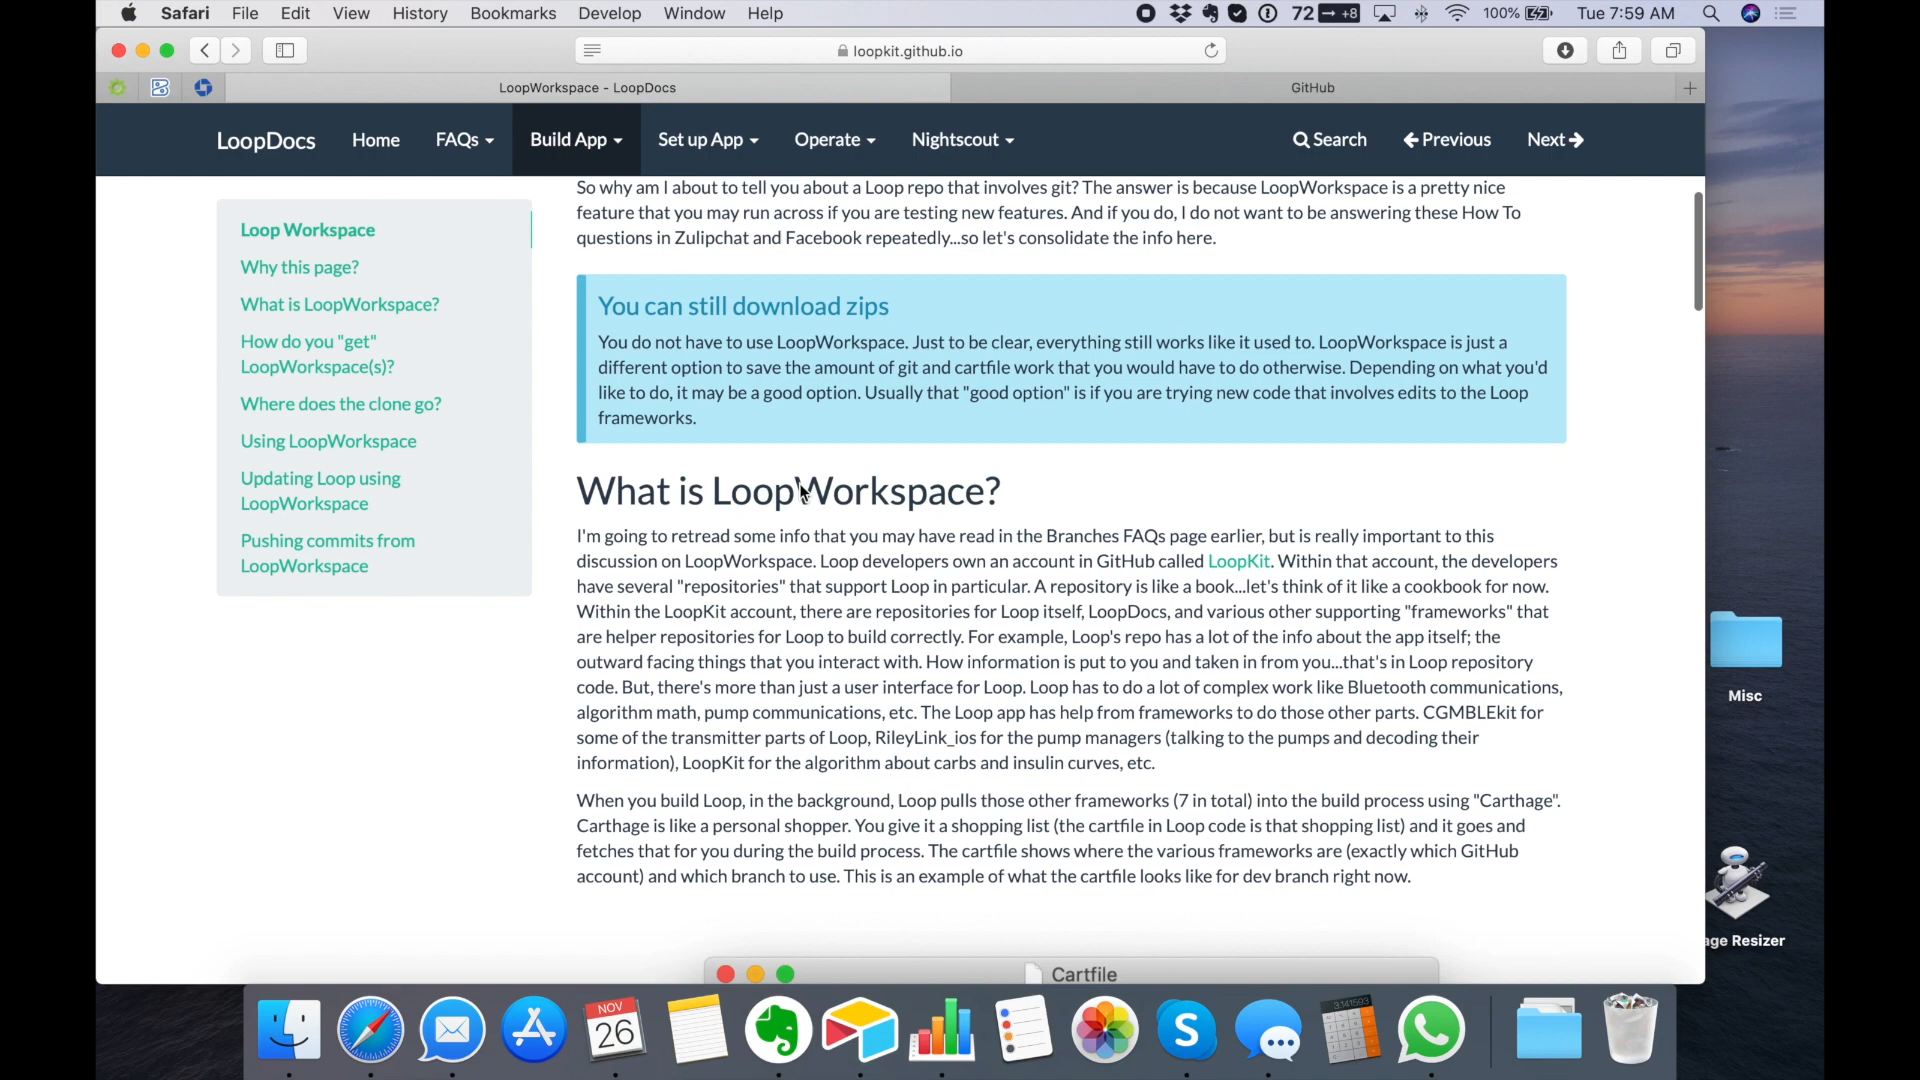 Safari File Edit View History Bookmarks Develop Window Help 72 → +8 100% Tue 7:59 AM
loopkit.github.io
LoopWorkspace - LoopDocs GitHub
LoopDocs Home FAQs Build App Set up App Operate Nightscout Search Previous Next
Loop Workspace
Why this page?
What is LoopWorkspace?
How do you "get"
LoopWorkspace(s)?
Where does the clone go?
Using LoopWorkspace
Updating Loop using
LoopWorkspace
Pushing commits from
LoopWorkspace
So why am I about to tell you about a Loop repo that involves git? The answer is because LoopWorkspace is a pretty nice
feature that you may run across if you are testing new features. And if you do, I do not want to be answering these How To
questions in Zulipchat and Facebook repeatedly...so let's consolidate the info here.
You can still download zips
You do not have to use LoopWorkspace. Just to be clear, everything still works like it used to. LoopWorkspace is just a
different option to save the amount of git and cartfile work that you would have to do otherwise. Depending on what you'd
like to do, it may be a good option. Usually that "good option" is if you are trying new code that involves edits to the Loop
frameworks.
What is LoopWorkspace?
I'm going to retread some info that you may have read in the Branches FAQs page earlier, but is really important to this
discussion on LoopWorkspace. Loop developers own an account in GitHub called LoopKit. Within that account, the developers
have several "repositories" that support Loop in particular. A repository is like a book...let's think of it like a cookbook for now.
Within the LoopKit account, there are repositories for Loop itself, LoopDocs, and various other supporting "frameworks" that
are helper repositories for Loop to build correctly. For example, Loop's repo has a lot of the info about the app itself; the
outward facing things that you interact with. How information is put to you and taken in from you...that's in Loop repository
code. But, there's more than just a user interface for Loop. Loop has to do a lot of complex work like Bluetooth communications,
algorithm math, pump communications, etc. The Loop app has help from frameworks to do those other parts. CGMBLEkit for
some of the transmitter parts of Loop, RileyLink_ios for the pump managers (talking to the pumps and decoding their
information), LoopKit for the algorithm about carbs and insulin curves, etc.
When you build Loop, in the background, Loop pulls those other frameworks (7 in total) into the build process using "Carthage".
Carthage is like a personal shopper. You give it a shopping list (the cartfile in Loop code is that shopping list) and it goes and
fetches that for you during the build process. The cartfile shows where the various frameworks are (exactly which GitHub
account) and which branch to use. This is an example of what the cartfile looks like for dev branch right now.
Cartfile
Misc
age Resizer
NOV
26
3.141593
S